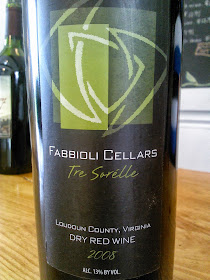 Fabbioli Cellars
Tre Sorelle
Loudoun County, Virginia
DRY RED WINE
2008
ALC. 13% BY VOL.